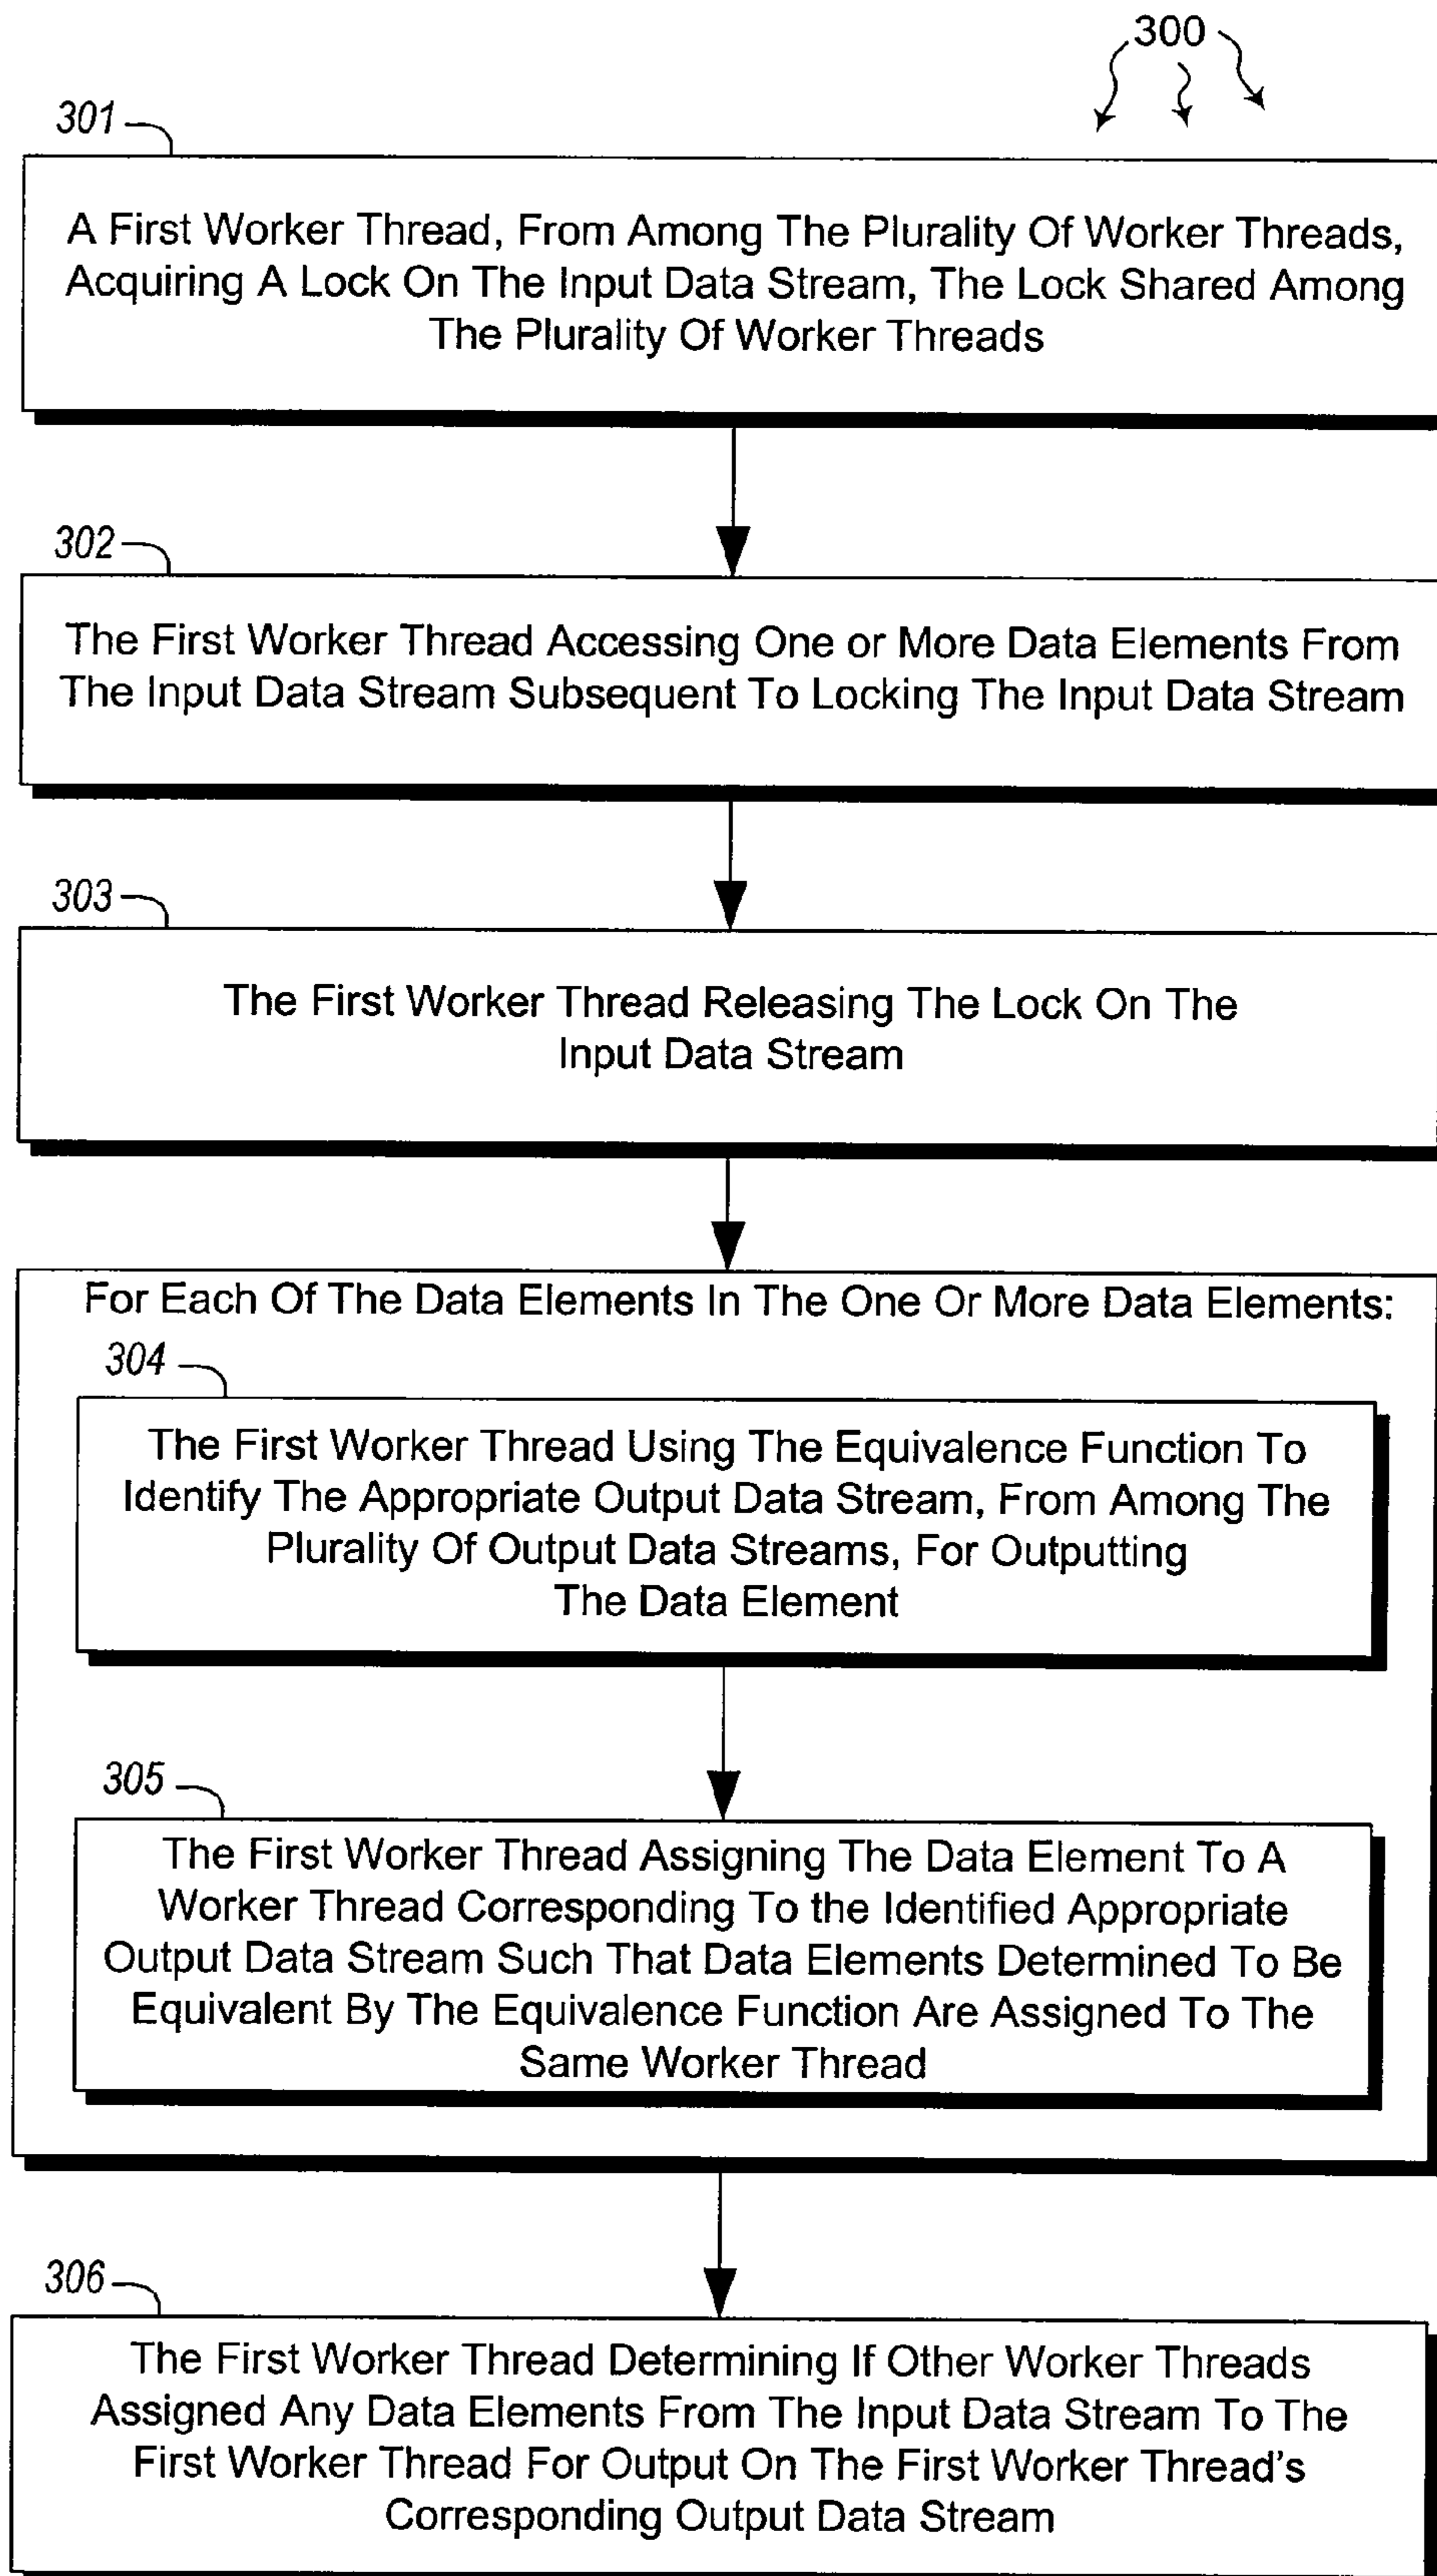 300
301
A First Worker Thread, From Among The Plurality Of Worker Threads,
Acquiring A Lock On The Input Data Stream, The Lock Shared Among
The Plurality Of Worker Threads
302
The First Worker Thread Accessing One or More Data Elements From
The Input Data Stream Subsequent To Locking The Input Data Stream
303
The First Worker Thread Releasing The Lock On The
Input Data Stream
For Each Of The Data Elements In The One Or More Data Elements:
304
The First Worker Thread Using The Equivalence Function To
Identify The Appropriate Output Data Stream, From Among The
Plurality Of Output Data Streams, For Outputting
The Data Element
305
The First Worker Thread Assigning The Data Element To A
Worker Thread Corresponding To the Identified Appropriate
Output Data Stream Such That Data Elements Determined To Be
Equivalent By The Equivalence Function Are Assigned To The
Same Worker Thread
306
The First Worker Thread Determining If Other Worker Threads
Assigned Any Data Elements From The Input Data Stream To The
First Worker Thread For Output On The First Worker Thread's
Corresponding Output Data Stream